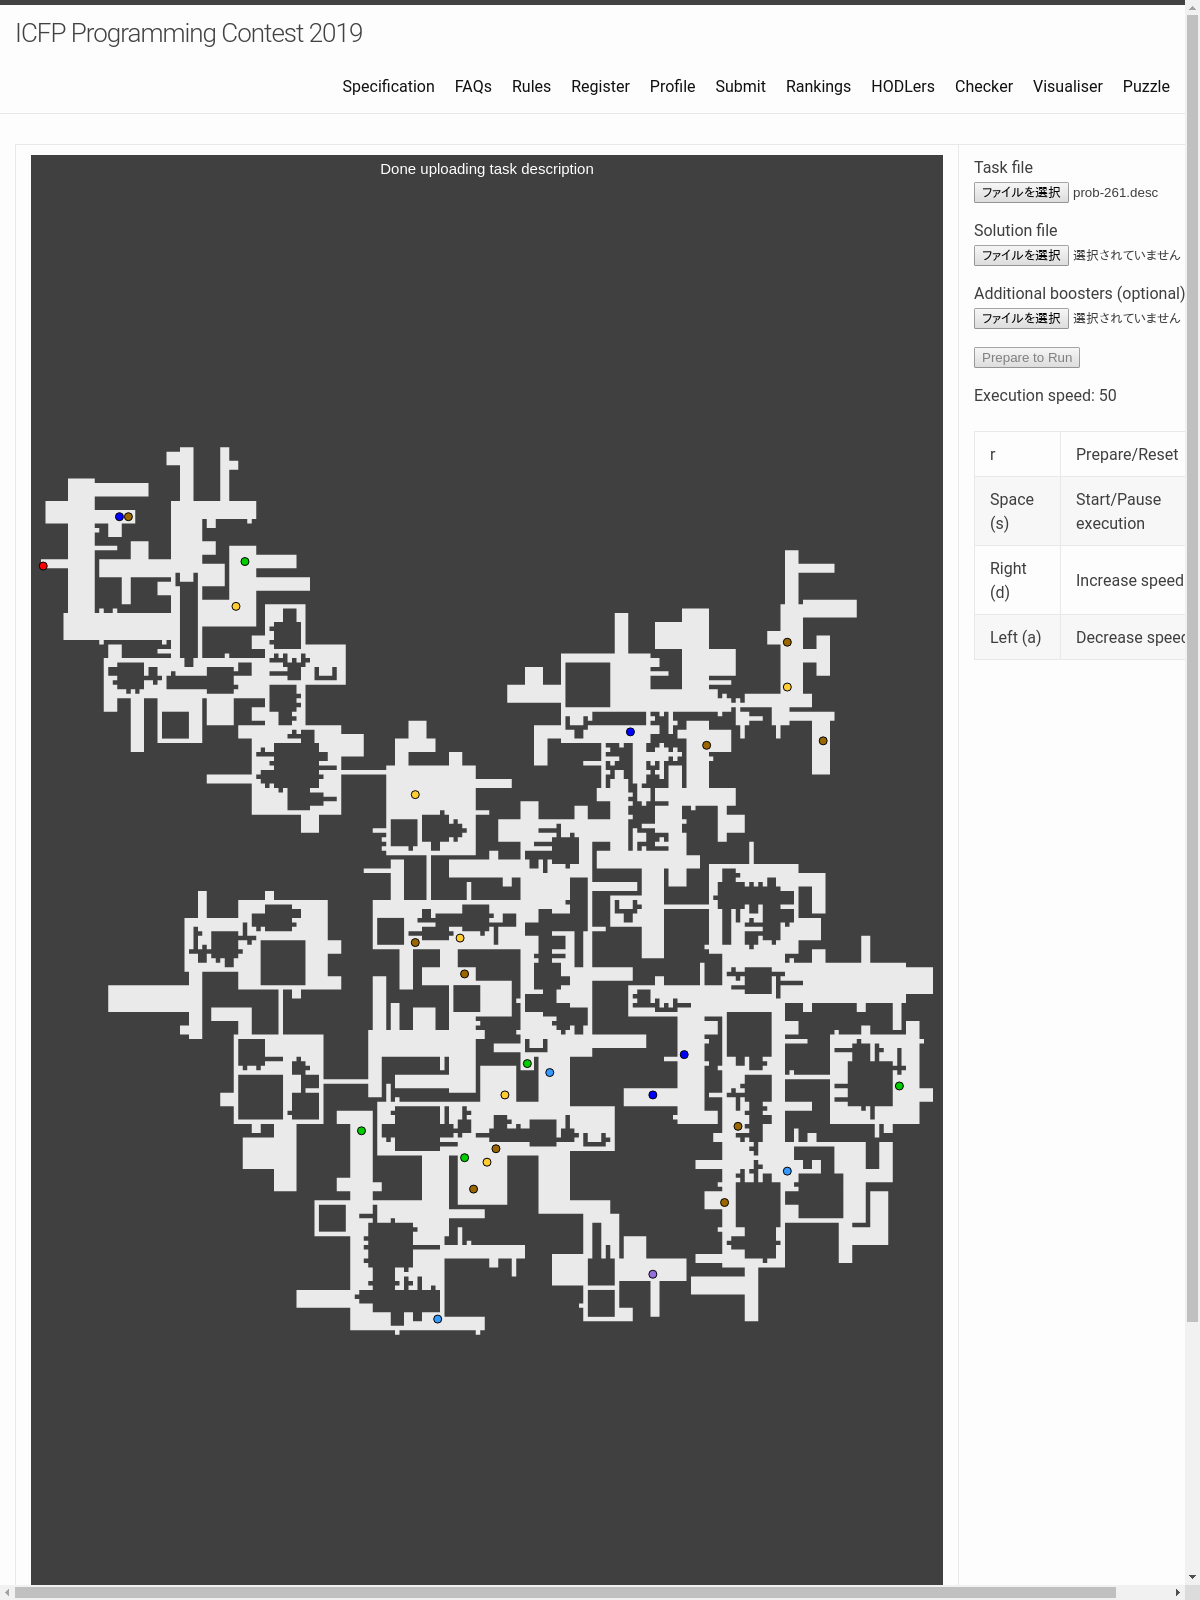 ICFP Programming Contest 2019
Specification FAQs Rules Register Profile Submit Rankings HODLers Checker Visualiser Puzzle
Done uploading task description
Task file
ファイルを選択 prob-261.desc
Solution file
ファイルを選択 選択されていません
Additional boosters (optional)
ファイルを選択 選択されていません
Prepare to Run
Execution speed: 50
r Prepare/Reset
Space (s) Start/Pause execution
Right (d) Increase speed
Left (a) Decrease speed